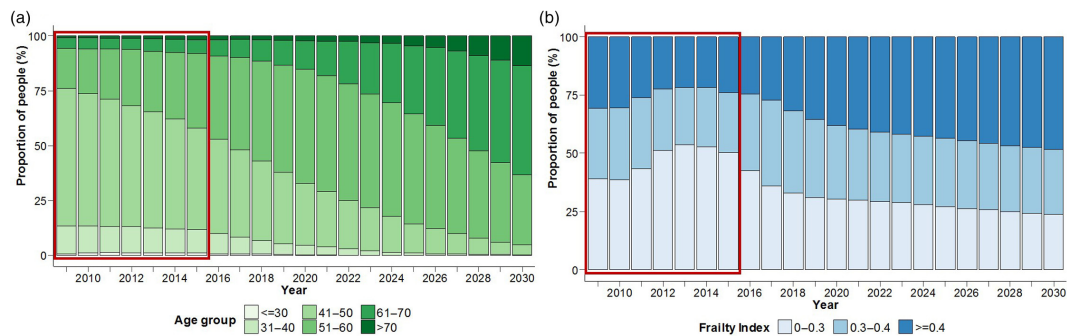 (a)
Proportion of people (%)
100
75
50
25
0
2010 2012 2014 2016 2018 2020 2022 2024 2026 2028 2030
Year
Age group
<=30 41−50 61−70
31−40 51−60 >70
(b)
Proportion of people (%)
100
75
50
25
0
2010 2012 2014 2016 2018 2020 2022 2024 2026 2028 2030
Year
Frailty Index 0−0.3 0.3−0.4 >=0.4